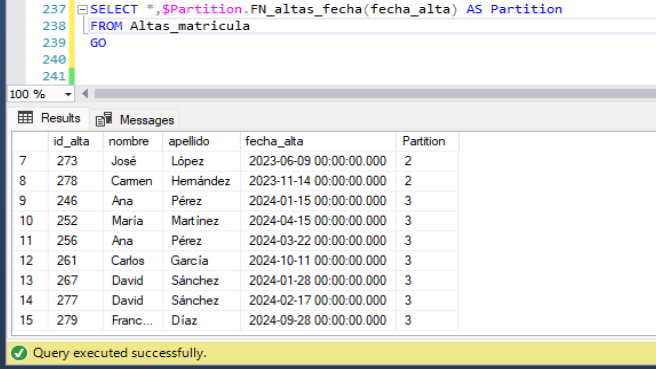 237 SELECT *,$Partition.FN_altas_fecha(fecha_alta) AS Partition
238 FROM Altas_matricula
239 GO
240
241
100 %
Results Messages
id_alta nombre apellido fecha_alta Partition
7 273 José López 2023-06-09 00:00:00.000 2
8 278 Carmen Hernández 2023-11-14 00:00:00.000 2
9 246 Ana Pérez 2024-01-15 00:00:00.000 3
10 252 María Martínez 2024-04-15 00:00:00.000 3
11 256 Ana Pérez 2024-03-22 00:00:00.000 3
12 261 Carlos García 2024-10-11 00:00:00.000 3
13 267 David Sánchez 2024-01-28 00:00:00.000 3
14 277 David Sánchez 2024-02-17 00:00:00.000 3
15 279 Franc... Díaz 2024-09-28 00:00:00.000 3
Query executed successfully.